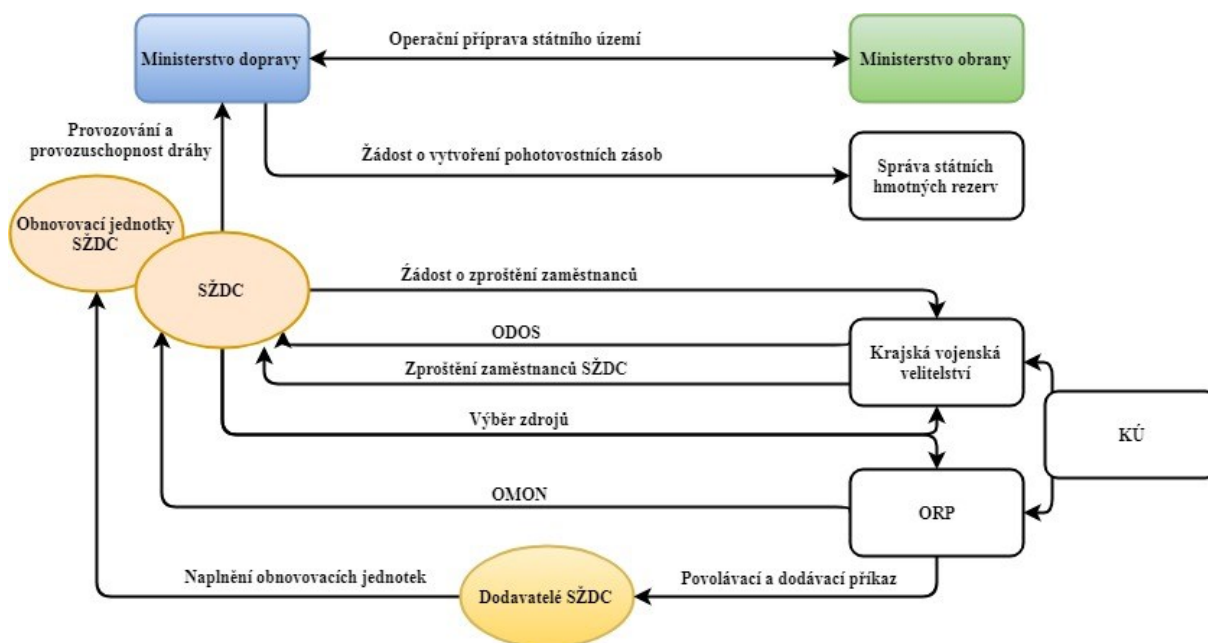 Operační příprava státního území
Ministerstvo dopravy
Ministerstvo obrany
Provozování a
provozuschopnost dráhy
Žádost o vytvoření pohotovostních zásob
Správa státních
hmotných rezerv
Obnovovací jednotky
SŽDC
SŽDC
Źádost o zproštění zaměstnanců
ODOS
Krajská vojenská
velitelství
Zproštění zaměstnanců SŽDC
Výběr zdrojů
KÚ
OMON
ORP
Naplnění obnovovacích jednotek
Povolávací a dodávací příkaz
Dodavatelé SŽDC